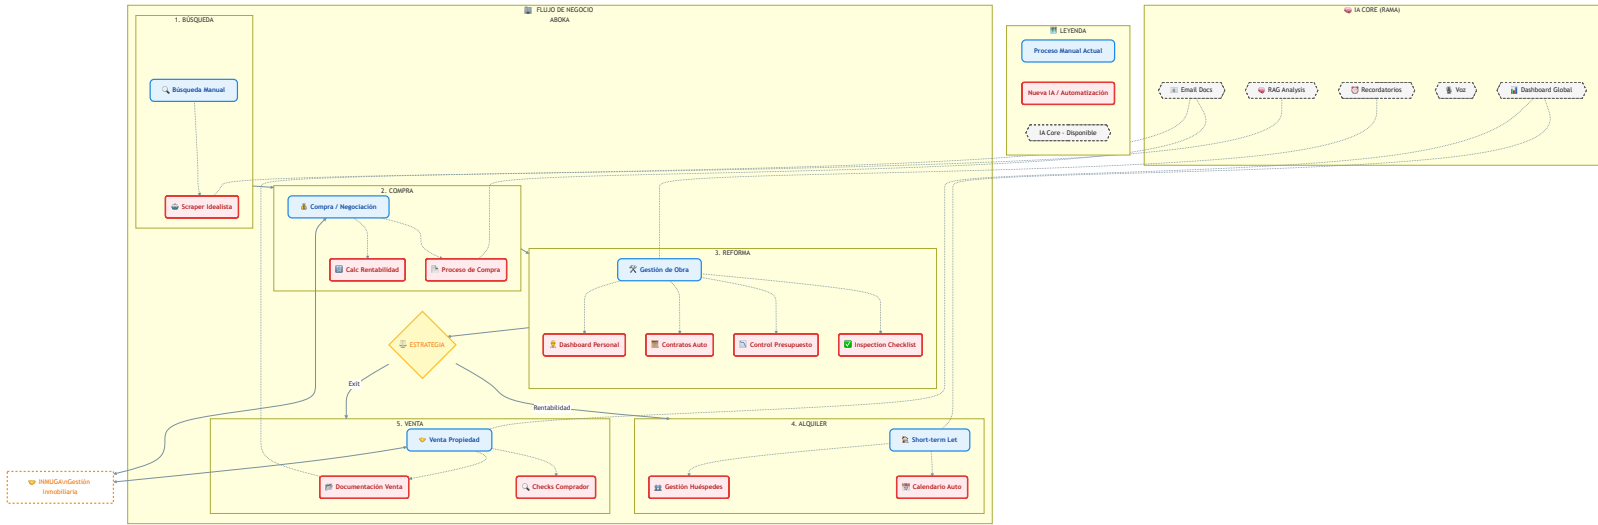 FLUJO DE NEGOCIO
ABOKA
1. BÚSQUEDA
Búsqueda Manual
Scraper Idealista
2. COMPRA
Compra / Negociación
Calc Rentabilidad
Proceso de Compra
3. REFORMA
Gestión de Obra
Dashboard Personal
Contratos Auto
Control Presupuesto
Inspection Checklist
ESTRATEGIA
Exit
Rentabilidad
5. VENTA
Venta Propiedad
Documentación Venta
Checks Comprador
4. ALQUILER
Short-term Let
Gestión Huéspedes
Calendario Auto
INMUGA\nGestión
Inmobiliaria
LEYENDA
Proceso Manual Actual
Nueva IA / Automatización
IA Core - Disponible
IA CORE (RAMA)
Email Docs
RAG Analysis
Recordatorios
Voz
Dashboard Global